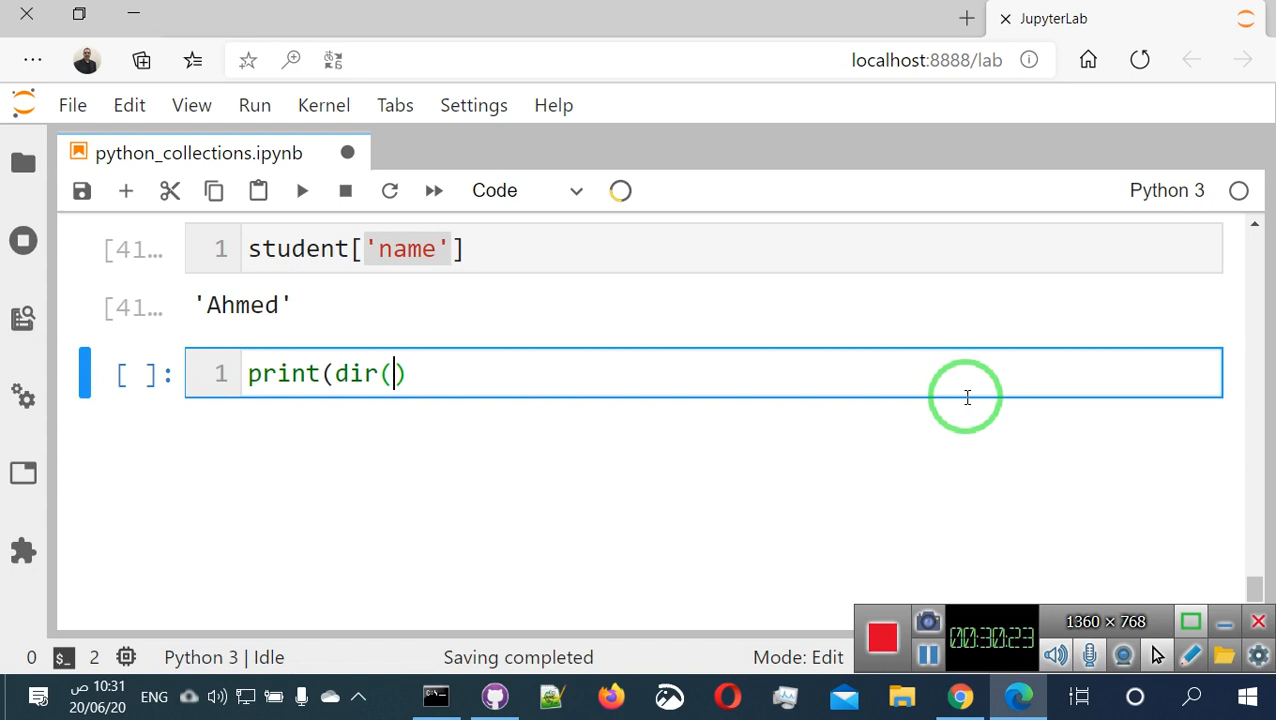 JupyterLab
localhost:8888/lab
File Edit View Run Kernel Tabs Settings Help
python_collections.ipynb
Code
Python 3
[41…
1 student['name']
[41…
'Ahmed'
[ ]:
1 print(dir()
1360 × 768
00:30:23
0 2 Python 3 | Idle Saving completed Mode: Edit
10:31 ص
ENG
20/06/20